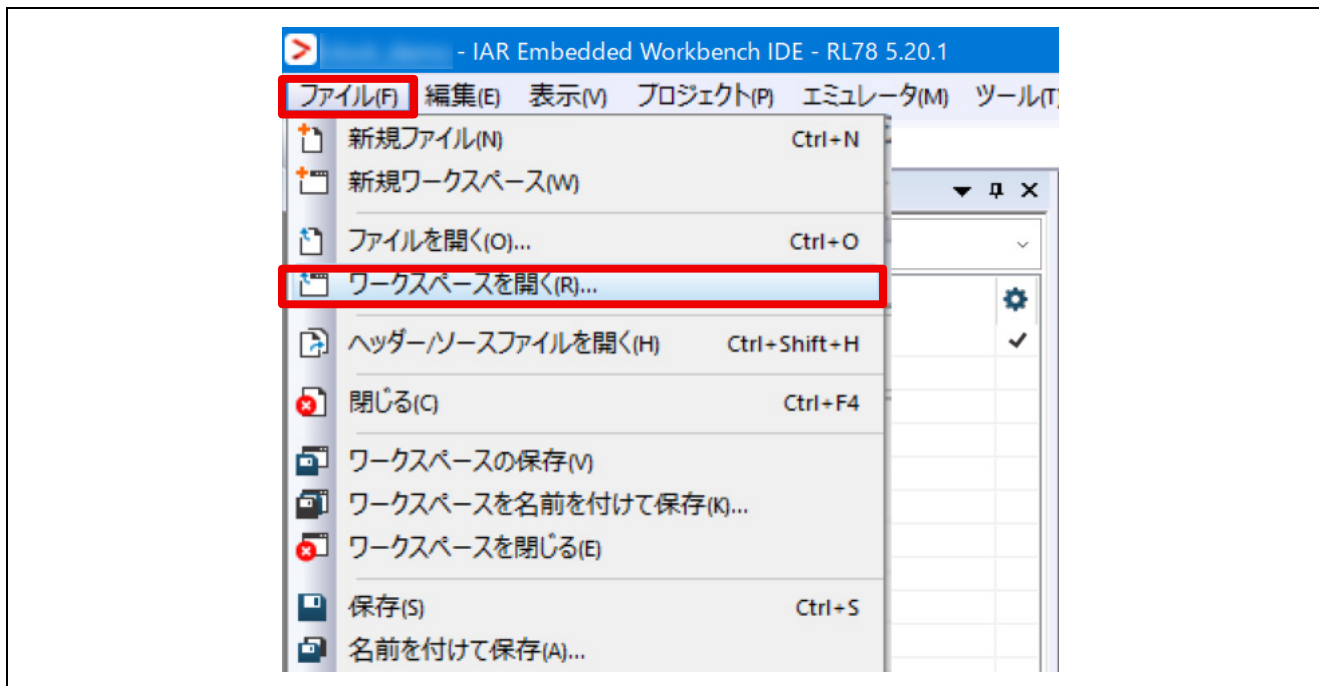 - IAR Embedded Workbench IDE - RL78 5.20.1
ファイル(F) 編集(E) 表示(V) プロジェクト(P) エミュレータ(M) ツール(T
新規ファイル(N) Ctrl+N
新規ワークスペース(W)
ファイルを開く(O)... Ctrl+O
ワークスペースを開く(R)...
ヘッダー/ソースファイルを開く(H) Ctrl+Shift+H
閉じる(C) Ctrl+F4
ワークスペースの保存(V)
ワークスペースを名前を付けて保存(K)...
ワークスペースを閉じる(E)
保存(S) Ctrl+S
名前を付けて保存(A)...